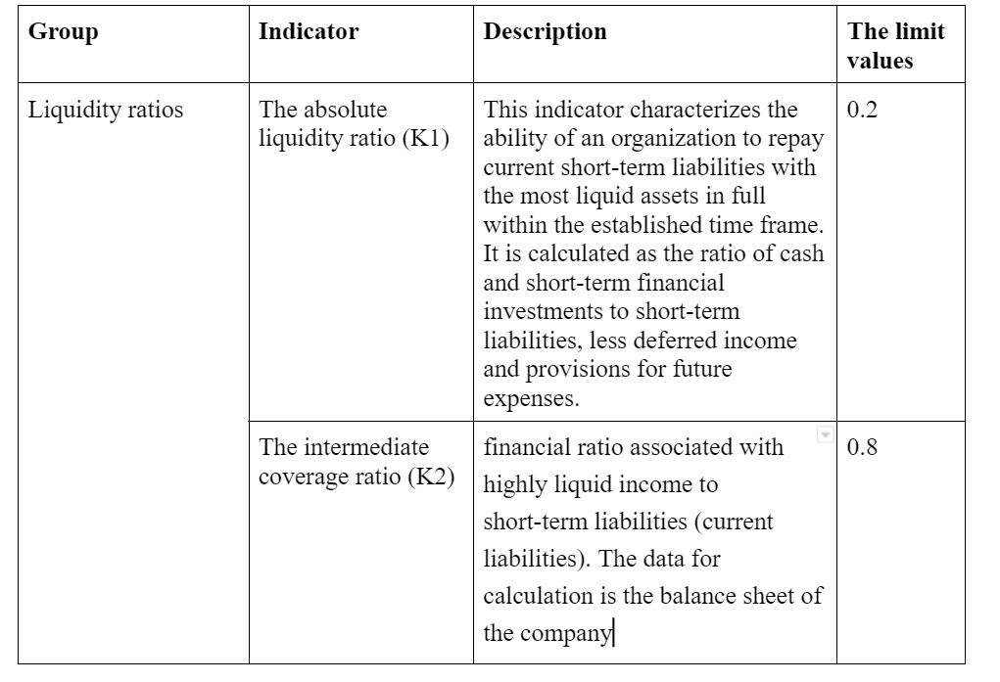 Group
Indicator
Description
The limit
values
Liquidity ratios
The absolute
liquidity ratio (K1)
This indicator characterizes the
ability of an organization to repay
current short-term liabilities with
the most liquid assets in full
within the established time frame.
It is calculated as the ratio of cash
and short-term financial
investments to short-term
liabilities, less deferred income
and provisions for future
expenses.
0.2
The intermediate
coverage ratio (K2)
financial ratio associated with
highly liquid income to
short-term liabilities (current
liabilities). The data for
calculation is the balance sheet of
the company
0.8